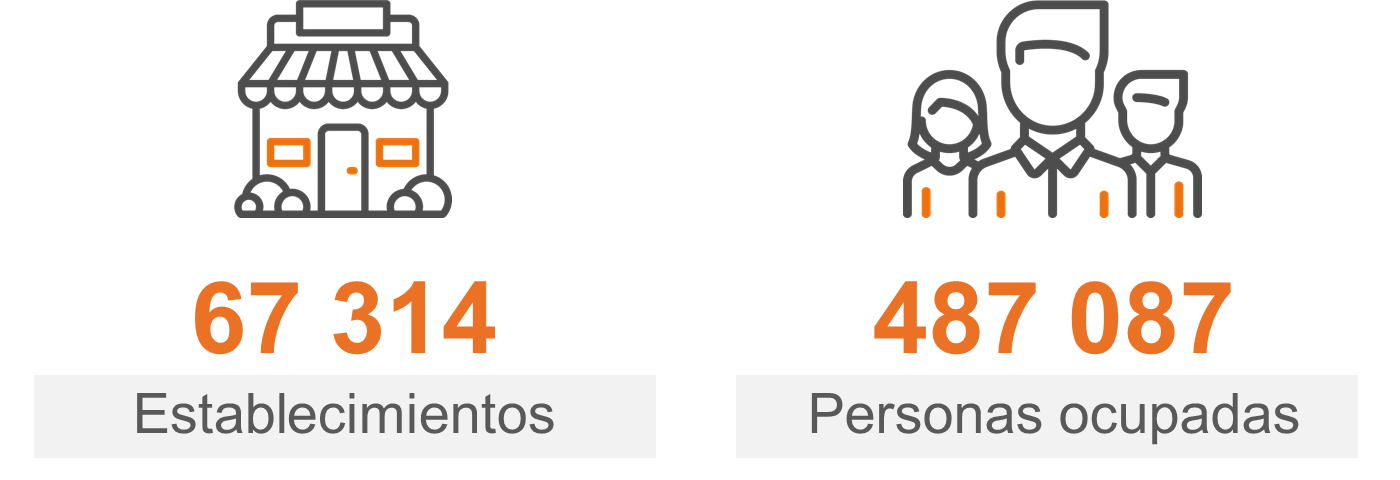 67 314
Establecimientos
487 087
Personas ocupadas